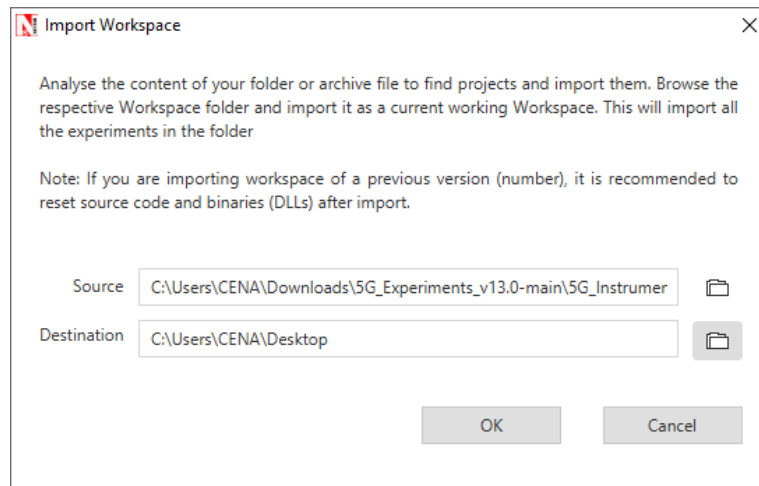 Import Workspace
Analyse the content of your folder or archive file to find projects and import them. Browse the
respective Workspace folder and import it as a current working Workspace. This will import all
the experiments in the folder
Note: If you are importing workspace of a previous version (number), it is recommended to
reset source code and binaries (DLLs) after import.
Source C:\Users\CENA\Downloads\5G_Experiments_v13.0-main\5G_Instrumer
Destination C:\Users\CENA\Desktop
OK Cancel